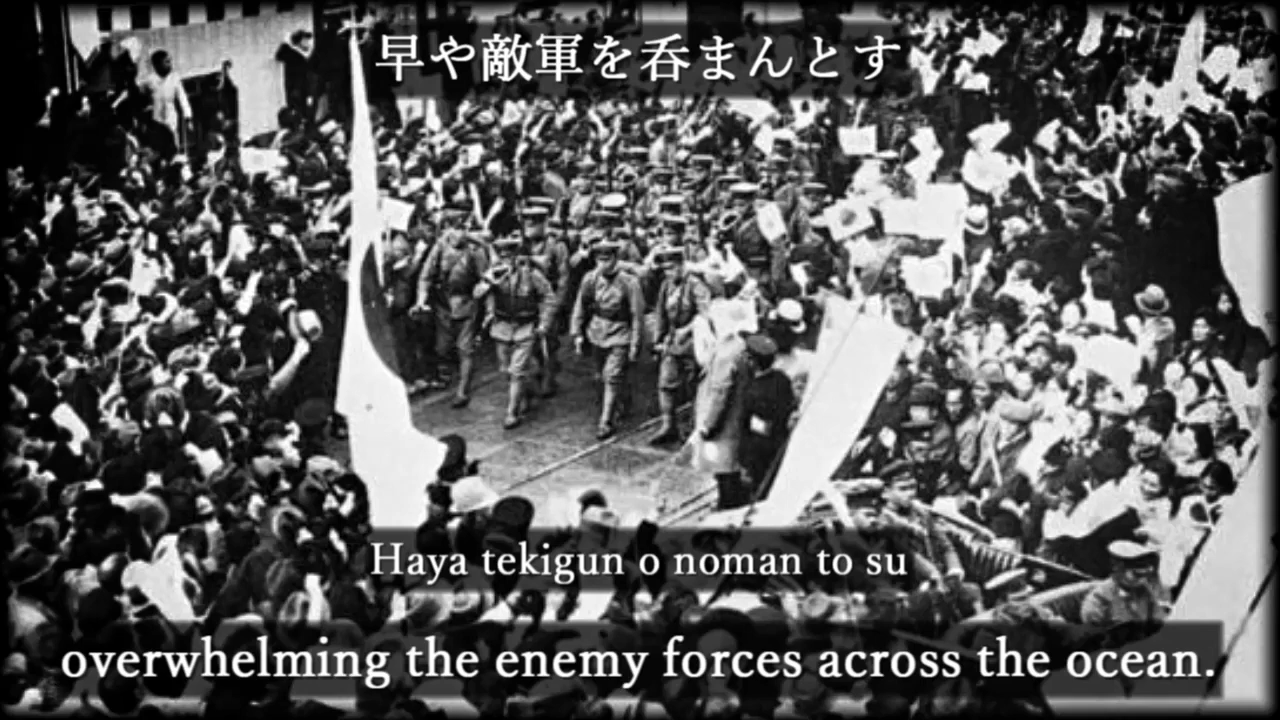 早や敵軍を呑まんとす
Haya tekigun o noman to su
overwhelming the enemy forces across the ocean.